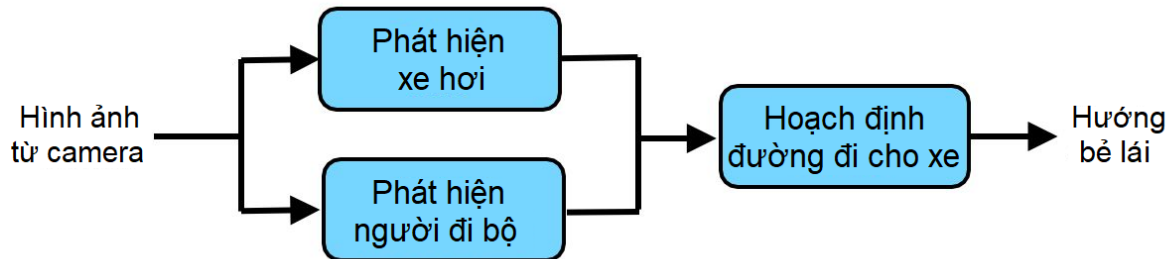 Hình ảnh
từ camera
Phát hiện
xe hơi
Phát hiện
người đi bộ
Hoạch định
đường đi cho xe
Hướng
bẻ lái